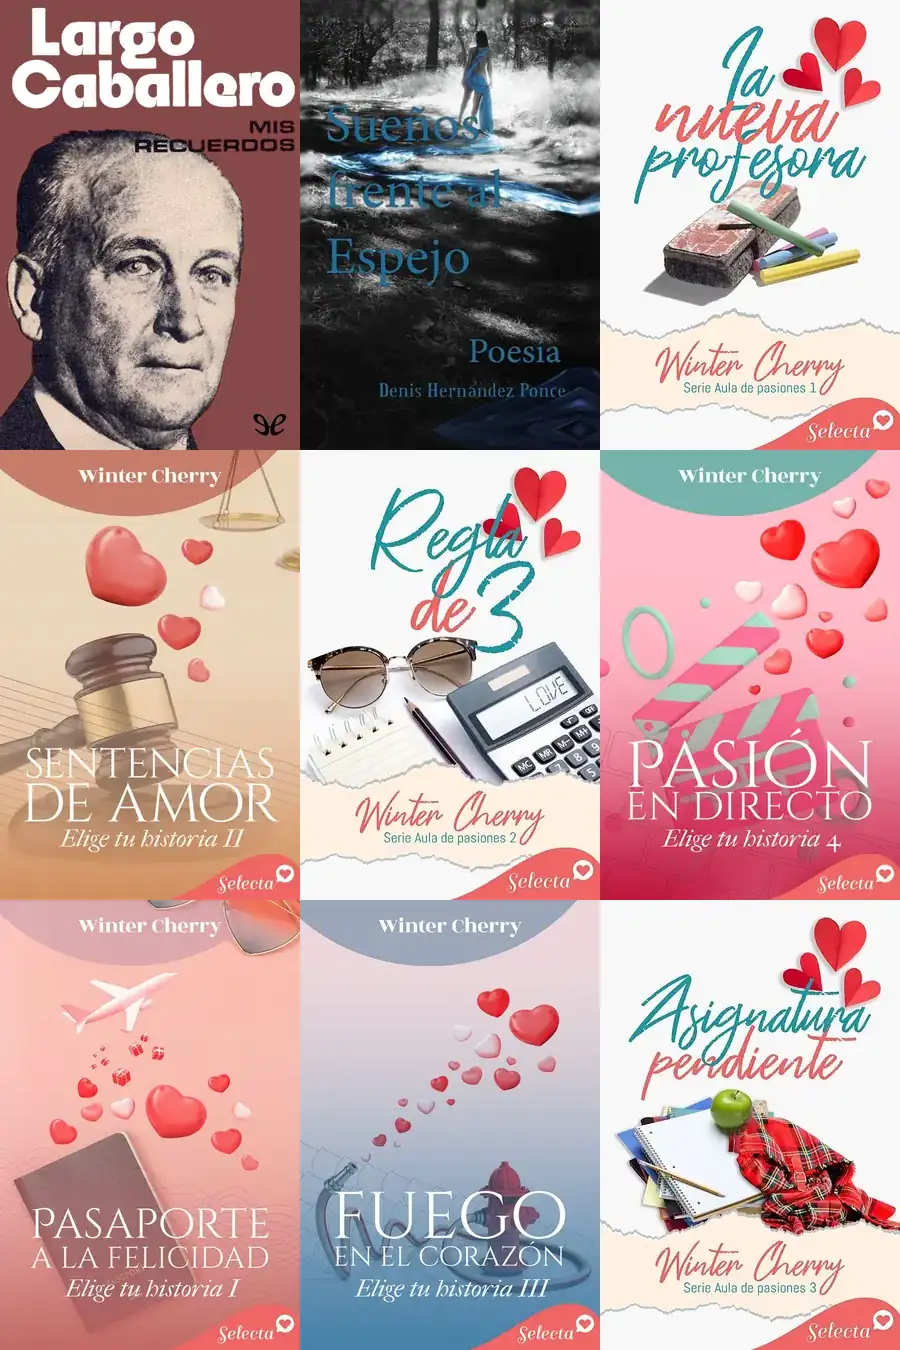 Largo
Caballero
MIS
RECUERDOS
Sueños
frente al
Espejo
Poesia
Denis Hernández Ponce
La
nueva
profesora
Winter Cherry
Serie Aula de pasiones 1
Selecta
Winter Cherry
SENTENCIAS
DE AMOR
Elige tu historia II
Selecta
Regla
de 3
LOVE
MC MR M- M+ √ OFF
Winter Cherry
Serie Aula de pasiones 2
Selecta
Winter Cherry
PASIÓN
EN DIRECTO
Elige tu historia 4
Selecta
Winter Cherry
PASAPORTE
A LA FELICIDAD
Elige tu historia I
Selecta
Winter Cherry
FUEGO
EN EL CORAZÓN
Elige tu historia III
Selecta
Asignatura
pendiente
Winter Cherry
Serie Aula de pasiones 3
Selecta